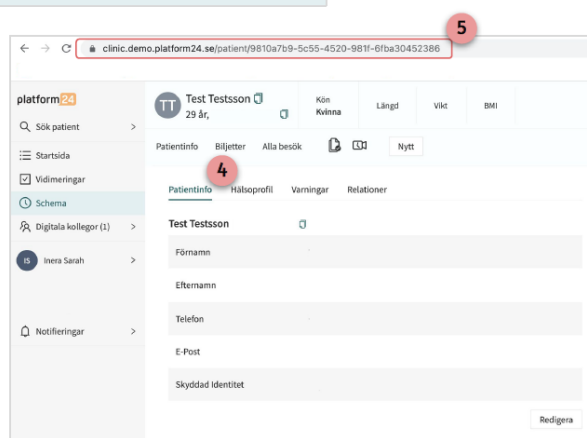 5
clinic.demo.platform24.se/patient/9810a7b9-5c55-4520-981f-6fba30452386
platform24
Sök patient
Startsida
Vidimeringar
Schema
Digitala kollegor (1)
IS Inera Sarah
Notifieringar
TT Test Testsson
29 år,
Kön
Kvinna
Längd Vikt BMI
Patientinfo Biljetter Alla besök Nytt
4
Patientinfo Hälsoprofil Varningar Relationer
Test Testsson
Förnamn
Efternamn
Telefon
E-Post
Skyddad Identitet
Redigera